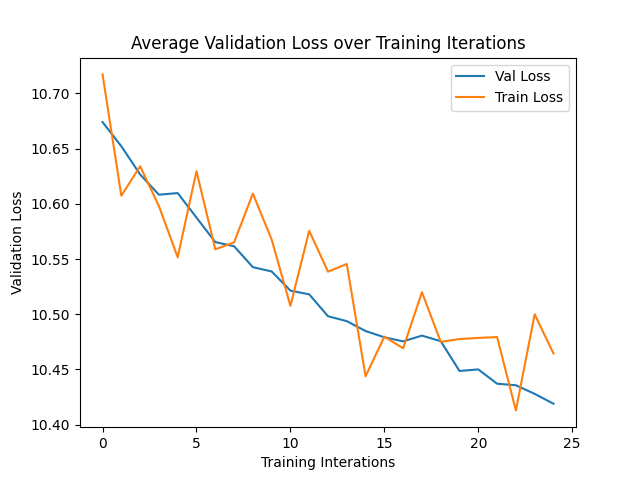 Average Validation Loss over Training Iterations
Val Loss
Train Loss
Validation Loss
10.70
10.65
10.60
10.55
10.50
10.45
10.40
0 5 10 15 20 25
Training Interations